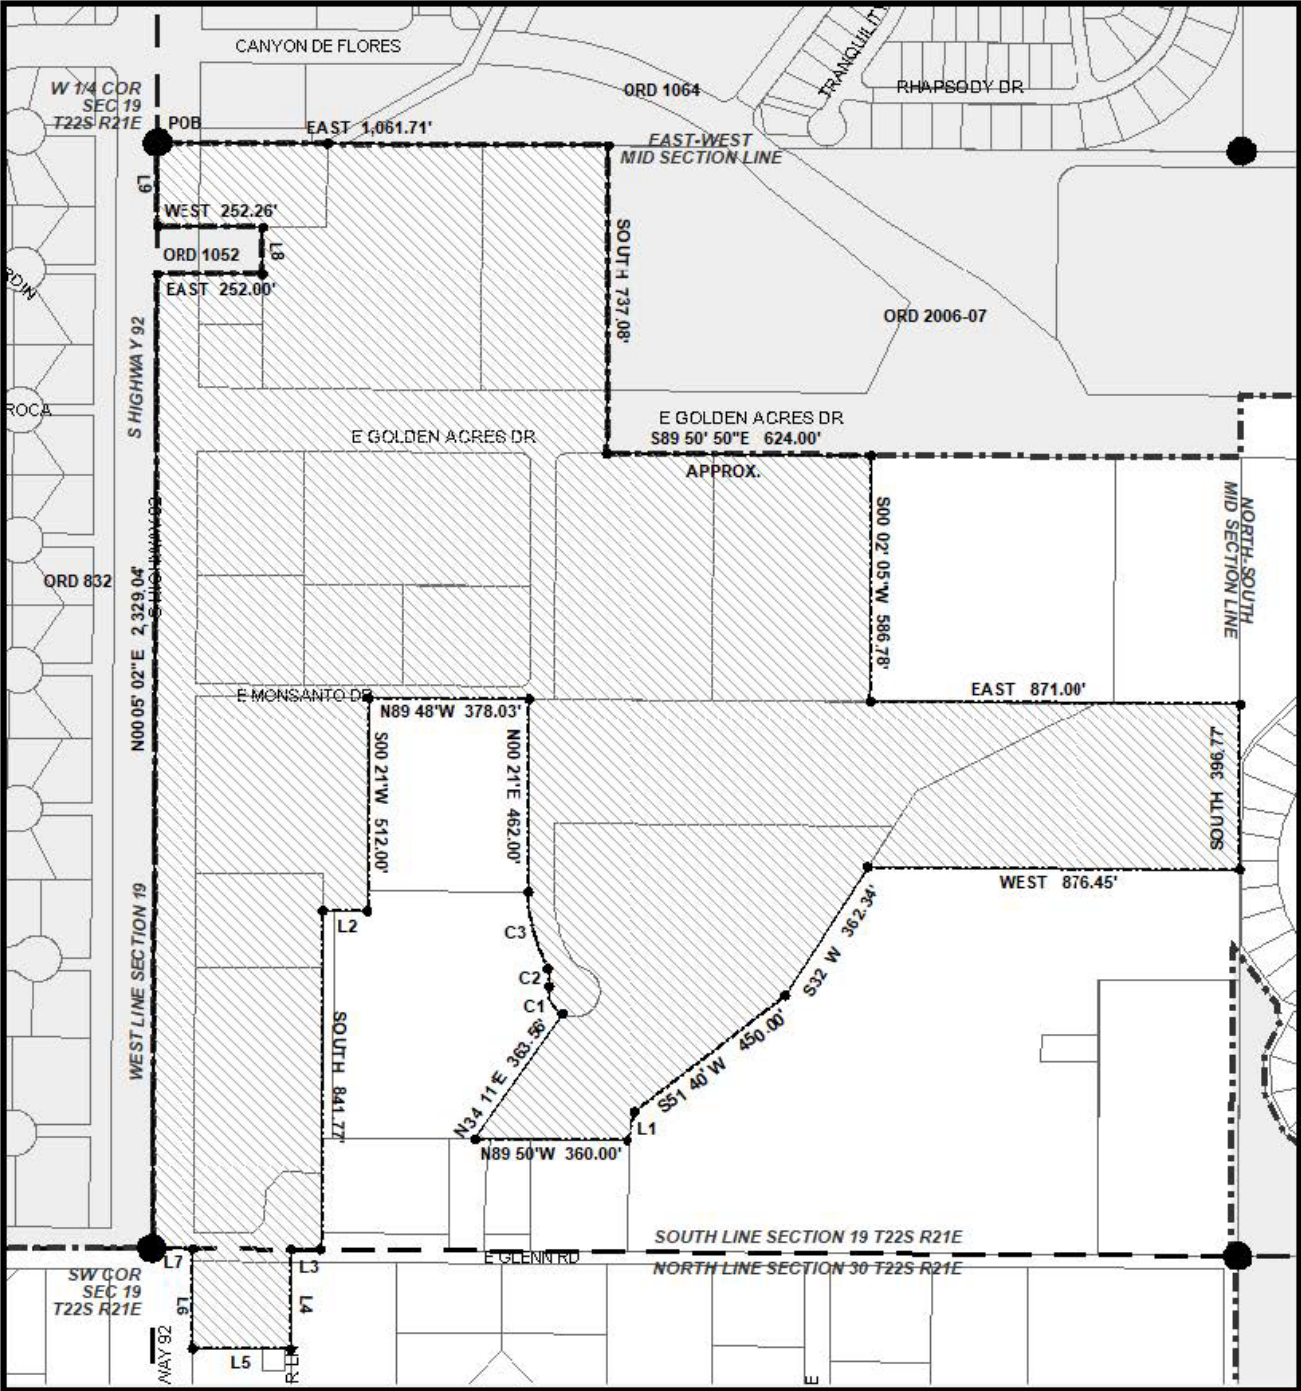 CANYON DE FLORES
TRANQUILITY
RHAPSODY DR
ORD 1064
W 1/4 COR
SEC 19
T22S R21E
POB
EAST 1,061.71'
EAST-WEST
MID SECTION LINE
L9
WEST 252.26'
ORD 1052
L8
EAST 252.00'
SOUTH 737.08'
ORD 2006-07
RDIN
S HIGHWAY 92
ROCA
E GOLDEN ACRES DR
E GOLDEN ACRES DR
S89 50' 50"E 624.00'
APPROX.
S00 02' 05"W 586.78'
NORTH-SOUTH
MID SECTION LINE
S HIGHWAY 92
ORD 832
N00 05' 02"E 2,329.04'
E MONSANTO DR
N89 48'W 378.03'
EAST 871.00'
S00 21'W 512.00'
N00 21'E 462.00'
SOUTH 396.77'
WEST 876.45'
WEST LINE SECTION 19
L2
C3
C2
C1
S32 W 362.34'
S51 40' W 450.00'
N34 11'E 363.56'
SOUTH 841.77'
L1
N89 50'W 360.00'
SOUTH LINE SECTION 19 T22S R21E
E GLENN RD
NORTH LINE SECTION 30 T22S R21E
L7
L3
SW COR
SEC 19
T22S R21E
L6
L4
L5
WAY 92
R LN
E